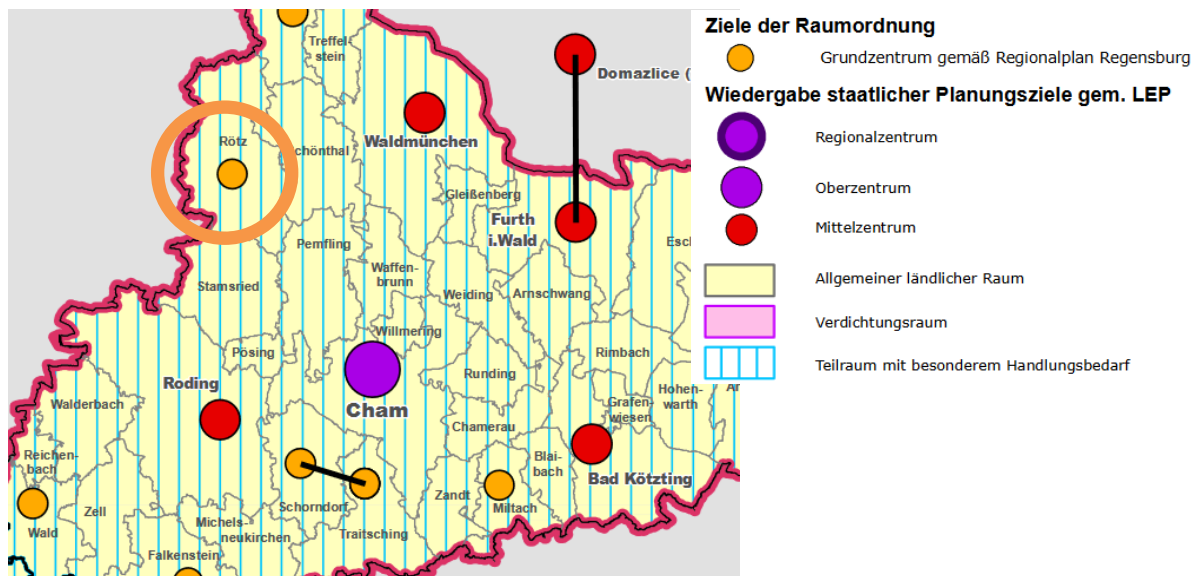 Treffel-
stein
Domazlice (
Rötz
Schönthal
Waldmünchen
Gleißenberg
Furth
i.Wald
Pemfling
Esc
Waffen-
brunn
Stamsried
Weiding
Arnschwang
Willmering
Pösing
Rimbach
Roding
Runding
Hohen-
warth
Walderbach
Cham
Grafen-
wiesen
Chamerau
Reichen-
bach
Blai-
bach
Bad Kötzting
Zell
Schorndorf
Zandt
Miltach
Michels-
neukirchen
Wald
Traitsching
Falkenstein
Ziele der Raumordnung
Grundzentrum gemäß Regionalplan Regensburg
Wiedergabe staatlicher Planungsziele gem. LEP
Regionalzentrum
Oberzentrum
Mittelzentrum
Allgemeiner ländlicher Raum
Verdichtungsraum
Teilraum mit besonderem Handlungsbedarf